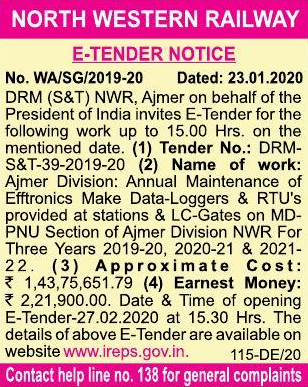 NORTH WESTERN RAILWAY
E-TENDER NOTICE
No. WA/SG/2019-20 Dated: 23.01.2020
DRM (S&T) NWR, Ajmer on behalf of the
President of India invites E-Tender for the
following work up to 15.00 Hrs. on the
mentioned date. (1) Tender No.: DRM-
S&T-39-2019-20 (2) Name of work:
Ajmer Division: Annual Maintenance of
Efftronics Make Data-Loggers & RTU's
provided at stations & LC-Gates on MD-
PNU Section of Ajmer Division NWR For
Three Years 2019-20, 2020-21 & 2021-
22. (3) Approximate Cost:
₹ 1,43,75,651.79 (4) Earnest Money:
₹ 2,21,900.00. Date & Time of opening
E-Tender-27.02.2020 at 15.30 Hrs. The
details of above E-Tender are available on
website www.ireps.gov.in. 115-DE/20
Contact help line no. 138 for general complaints